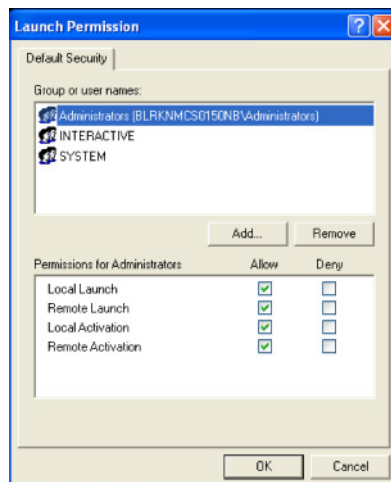 Launch Permission
Default Security
Group or user names:
Administrators (BLRKNMCS0150NB\Administrators)
INTERACTIVE
SYSTEM
Add... Remove
Permissions for Administrators Allow Deny
Local Launch
Remote Launch
Local Activation
Remote Activation
OK Cancel